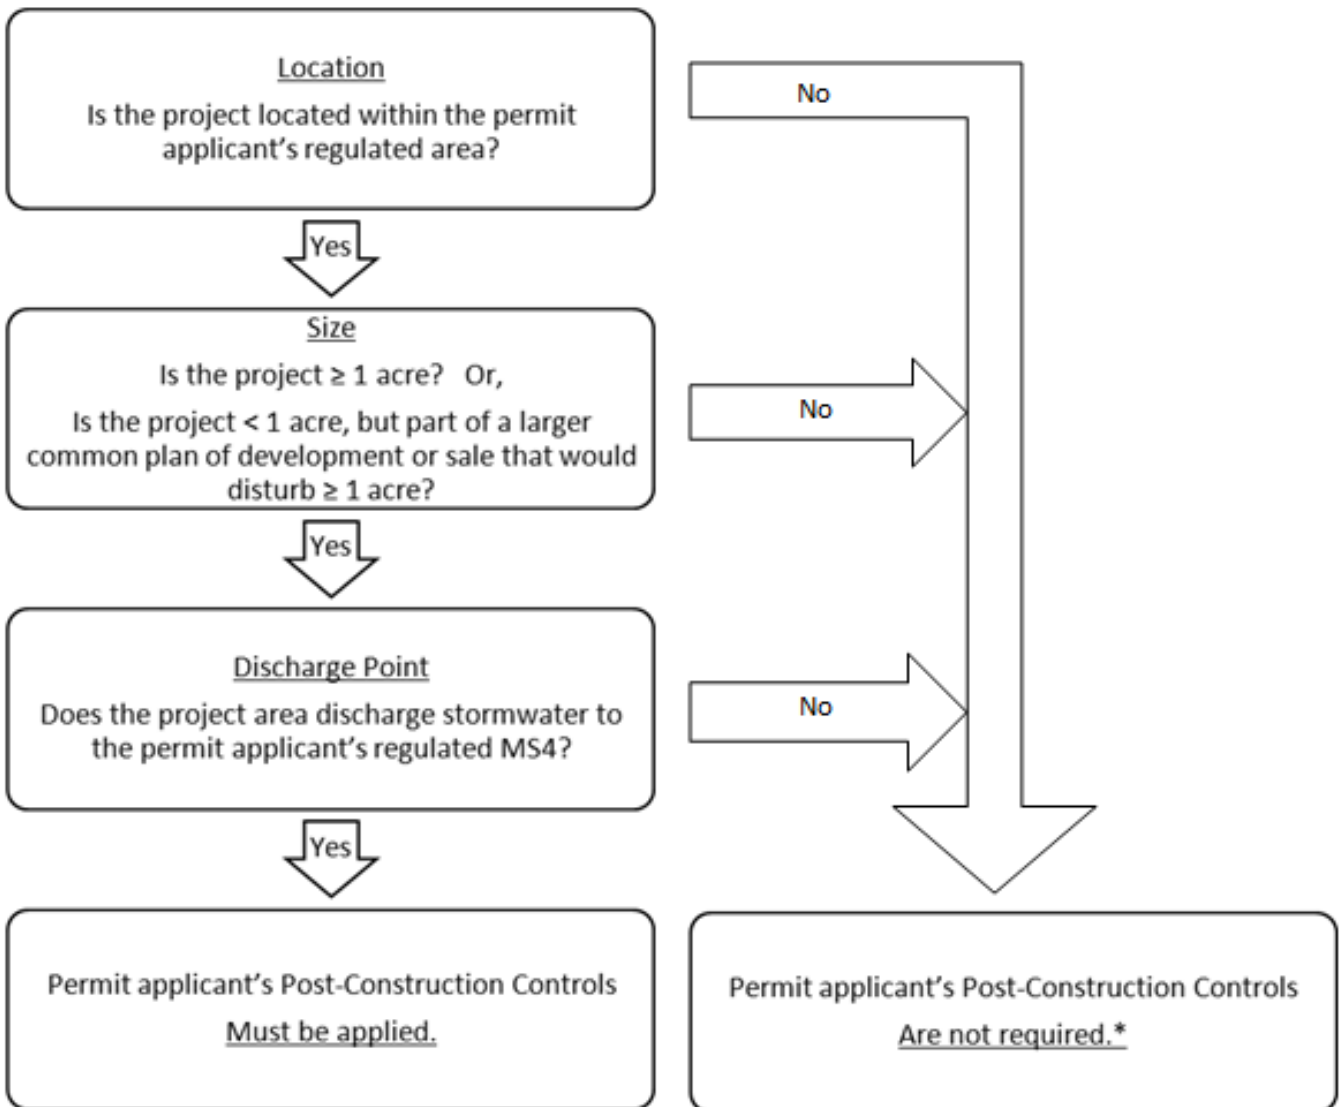 Location
Is the project located within the permit
applicant's regulated area?
No
Yes
Size
Is the project ≥ 1 acre?   Or,
Is the project < 1 acre, but part of a larger
common plan of development or sale that would
disturb ≥ 1 acre?
No
Yes
Discharge Point
Does the project area discharge stormwater to
the permit applicant's regulated MS4?
No
Yes
Permit applicant's Post-Construction Controls
Must be applied.
Permit applicant's Post-Construction Controls
Are not required.*